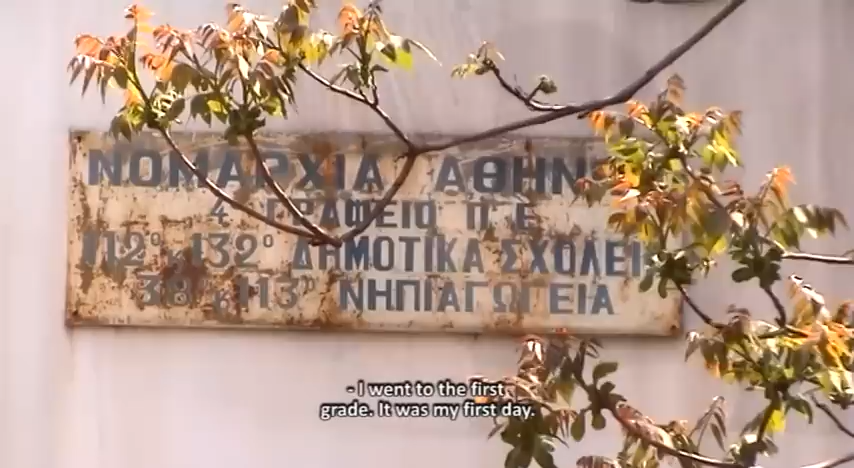 ΝΟΜΑΡΧΙΑ ΑΘΗΝ
4 ΓΡΑΦΕΙΟ Π. Ε
112° κ 132° ΔΗΜΟΤΙΚΑ ΣΧΟΛΕΙ
38° κ 113° ΝΗΠΙΑΓΩΓΕΙΑ
- I went to the first
grade. It was my first day.